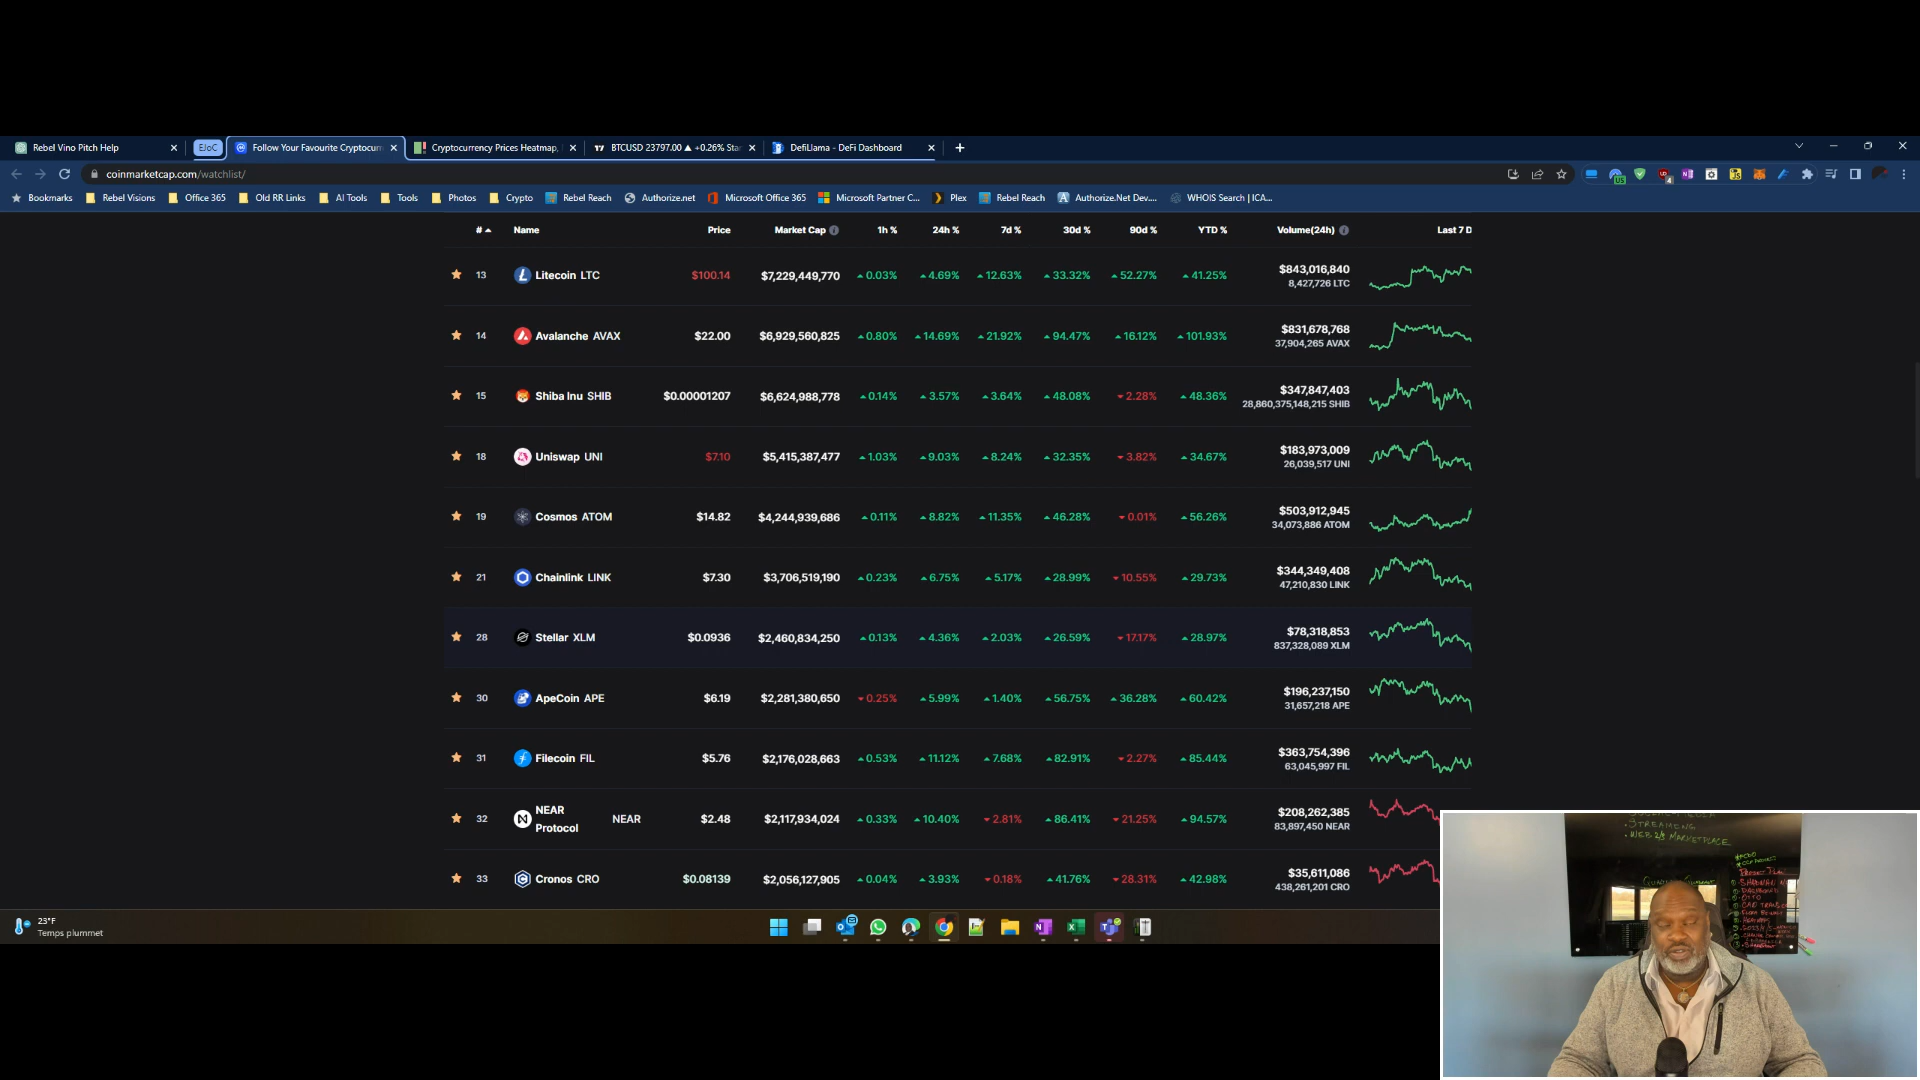 Rebel Vino Pitch Help
EJoC
Follow Your Favourite Cryptocurr
Cryptocurrency Prices Heatmap,
BTCUSD 23797.00 ▲ +0.26% Sta
DefiLlama - DeFi Dashboard
coinmarketcap.com/watchlist/
Bookmarks Rebel Visions Office 365 Old RR Links AI Tools Tools Photos Crypto Rebel Reach Authorize.net Microsoft Office 365 Microsoft Partner C... Plex Rebel Reach Authorize.Net Dev.... WHOIS Search | ICA...
# Name Price Market Cap 1h % 24h % 7d % 30d % 90d % YTD % Volume(24h) Last 7 D
13 Litecoin LTC $100.14 $7,229,449,770 0.03% 4.69% 12.63% 33.32% 52.27% 41.25% $843,016,840
8,427,726 LTC
14 Avalanche AVAX $22.00 $6,929,560,825 0.80% 14.69% 21.92% 94.47% 16.12% 101.93% $831,678,768
37,904,265 AVAX
15 Shiba Inu SHIB $0.00001207 $6,624,988,778 0.14% 3.57% 3.64% 48.08% 2.28% 48.36% $347,847,403
28,860,375,148,215 SHIB
18 Uniswap UNI $7.10 $5,415,387,477 1.03% 9.03% 8.24% 32.35% 3.82% 34.67% $183,973,009
26,039,517 UNI
19 Cosmos ATOM $14.82 $4,244,939,686 0.11% 8.82% 11.35% 46.28% 0.01% 56.26% $503,912,945
34,073,886 ATOM
21 Chainlink LINK $7.30 $3,706,519,190 0.23% 6.75% 5.17% 28.99% 10.55% 29.73% $344,349,408
47,210,830 LINK
28 Stellar XLM $0.0936 $2,460,834,250 0.13% 4.36% 2.03% 26.59% 17.17% 28.97% $78,318,853
837,328,089 XLM
30 ApeCoin APE $6.19 $2,281,380,650 0.25% 5.99% 1.40% 56.75% 36.28% 60.42% $196,237,150
31,657,218 APE
31 Filecoin FIL $5.76 $2,176,028,663 0.53% 11.12% 7.68% 82.91% 2.27% 85.44% $363,754,396
63,045,997 FIL
32 NEAR Protocol NEAR $2.48 $2,117,934,024 0.33% 10.40% 2.81% 86.41% 21.25% 94.57% $208,262,385
83,897,450 NEAR
33 Cronos CRO $0.08139 $2,056,127,905 0.04% 3.93% 0.18% 41.76% 28.31% 42.98% $35,611,086
438,261,201 CRO
STREAMING
WEB 2/3 MARKETPLACE
23°F
Temps plummet